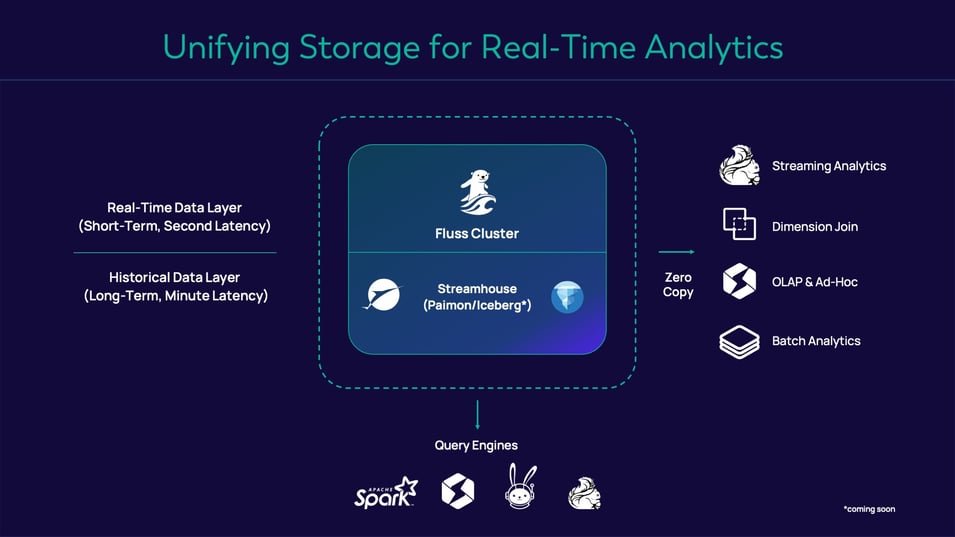 Unifying Storage for Real-Time Analytics
Real-Time Data Layer
(Short-Term, Second Latency)
Historical Data Layer
(Long-Term, Minute Latency)
Fluss Cluster
Streamhouse
(Paimon/Iceberg*)
Zero
Copy
Streaming Analytics
Dimension Join
OLAP & Ad-Hoc
Batch Analytics
Query Engines
APACHE
Spark
*coming soon